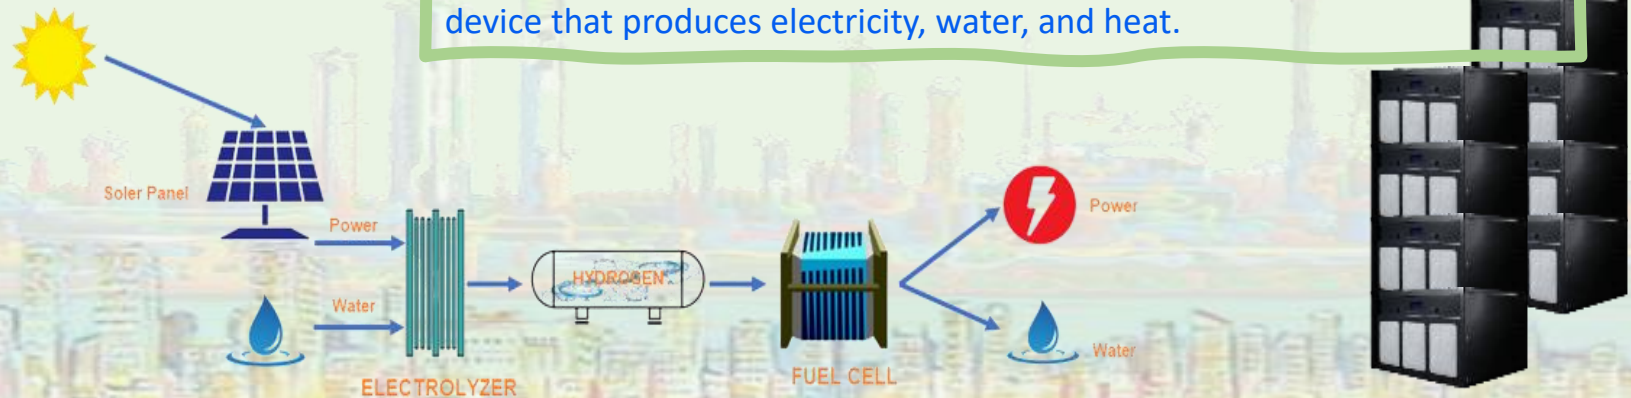 device that produces electricity, water, and heat.
Soler Panel
Power
Water
ELECTROLYZER
HYDROGEN
FUEL CELL
Power
Water